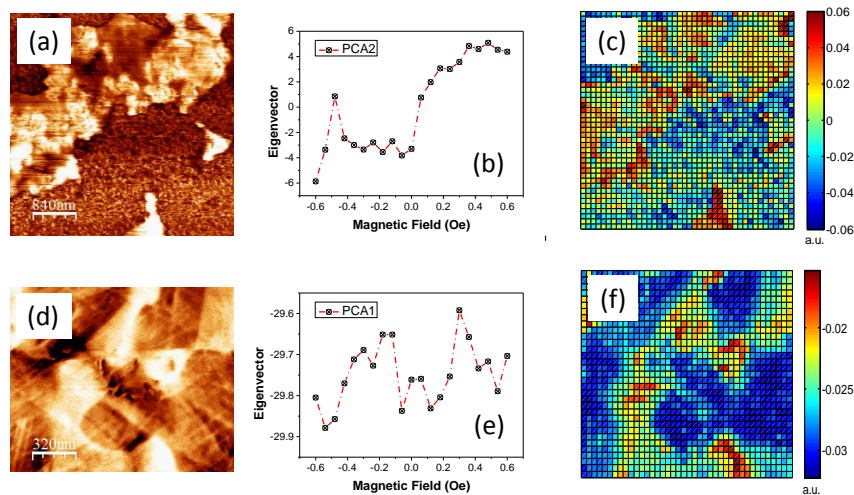 (a)
840nm
PCA2
6
4
2
0
-2
-4
-6
Eigenvector
-0.6
-0.4
-0.2
0.0
0.2
0.4
0.6
Magnetic Field (Oe)
(b)
(c)
0.06
0.04
0.02
0
-0.02
-0.04
-0.06
a.u.
(d)
320nm
PCA1
-29.6
-29.7
-29.8
-29.9
Eigenvector
-0.6
-0.4
-0.2
0.0
0.2
0.4
0.6
Magnetic Field (Oe)
(e)
(f)
-0.02
-0.025
-0.03
a.u.